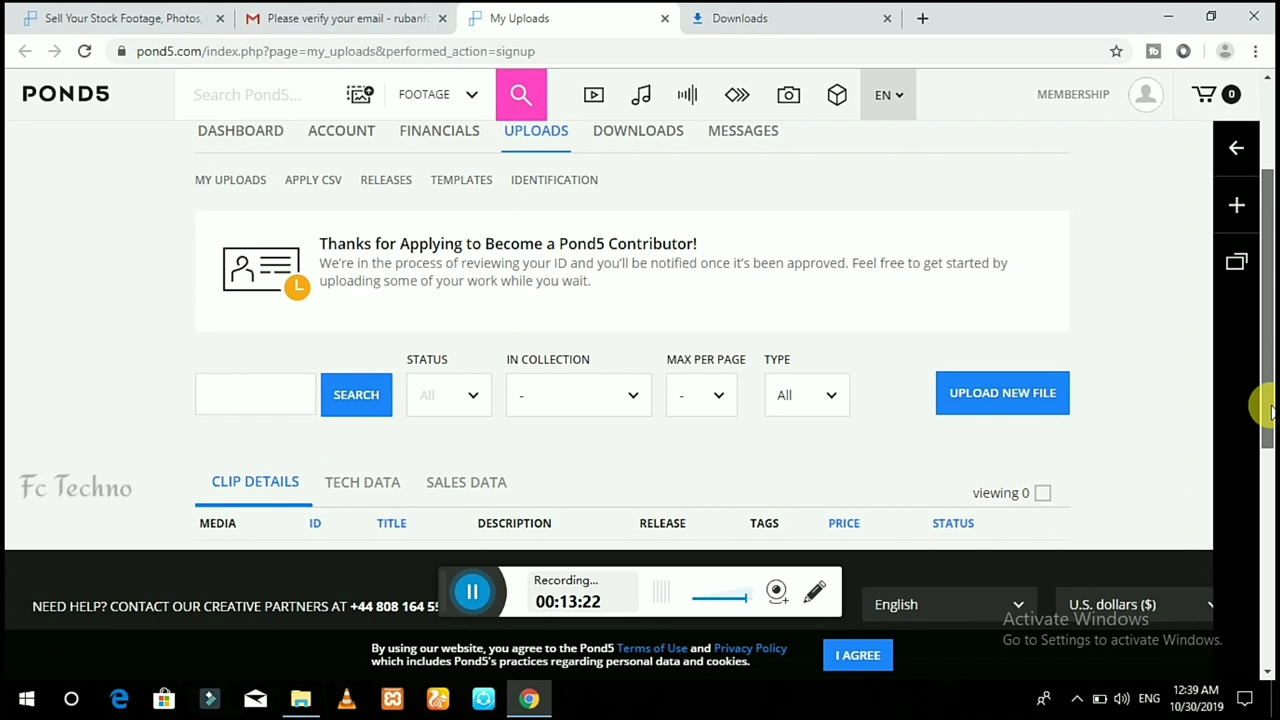 Sell Your Stock Footage, Photos,
Please verify your email - rubanf
My Uploads
Downloads
pond5.com/index.php?page=my_uploads&performed_action=signup
POND5
Search Pond5...
FOOTAGE
EN
MEMBERSHIP
0
DASHBOARD ACCOUNT FINANCIALS UPLOADS DOWNLOADS MESSAGES
MY UPLOADS APPLY CSV RELEASES TEMPLATES IDENTIFICATION
Thanks for Applying to Become a Pond5 Contributor!
We're in the process of reviewing your ID and you'll be notified once it's been approved. Feel free to get started by
uploading some of your work while you wait.
STATUS IN COLLECTION MAX PER PAGE TYPE
SEARCH All - - All UPLOAD NEW FILE
Fc Techno
CLIP DETAILS TECH DATA SALES DATA
viewing 0
MEDIA ID TITLE DESCRIPTION RELEASE TAGS PRICE STATUS
Recording...
00:13:22
NEED HELP? CONTACT OUR CREATIVE PARTNERS AT +44 808 164 55
English
U.S. dollars ($)
Activate Windows
Go to Settings to activate Windows.
By using our website, you agree to the Pond5 Terms of Use and Privacy Policy
which includes Pond5's practices regarding personal data and cookies.
I AGREE
ENG
12:39 AM
10/30/2019